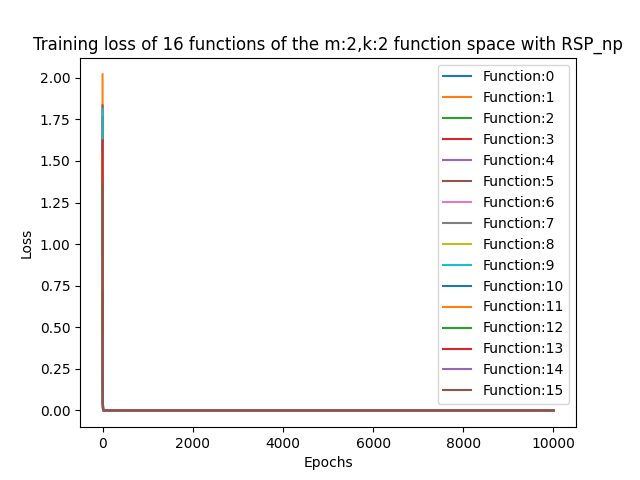 Training loss of 16 functions of the m:2,k:2 function space with RSP_np
2.00
1.75
1.50
1.25
1.00
0.75
0.50
0.25
0.00
Loss
Function:0
Function:1
Function:2
Function:3
Function:4
Function:5
Function:6
Function:7
Function:8
Function:9
Function:10
Function:11
Function:12
Function:13
Function:14
Function:15
0 2000 4000 6000 8000 10000
Epochs